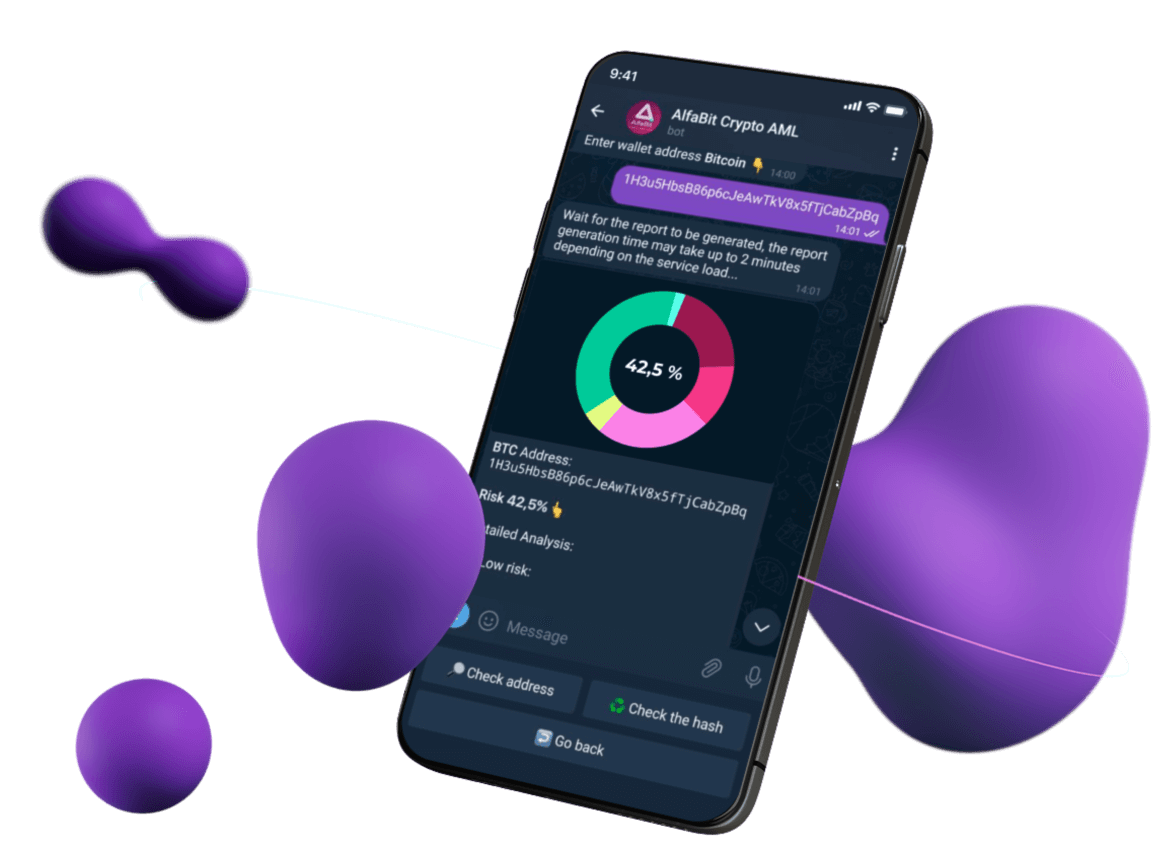 9:41
AlfaBit Crypto AML
AlfaBit
bot
Enter wallet address Bitcoin 👇 14:00
1H3u5HbsB86p6cJeAwTkV8x5fTjCabZpBq
14:01
Wait for the report to be generated, the report
generation time may take up to 2 minutes
depending on the service load...
14:01
42,5 %
BTC Address:
1H3u5HbsB86p6cJeAwTkV8x5fTjCabZpBq
Risk 42,5% 👆
tailed Analysis:
Low risk:
Message
Check address
Check the hash
Go back